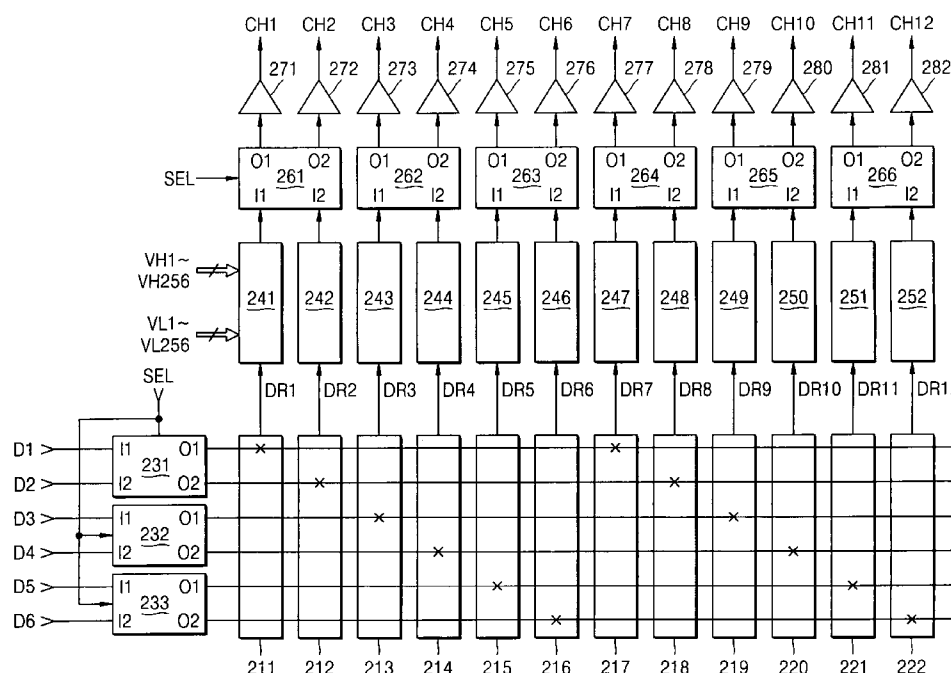 CH1 CH2 CH3 CH4 CH5 CH6 CH7 CH8 CH9 CH10 CH11 CH12
271 272 273 274 275 276 277 278 279 280 281 282
O1 O2 O1 O2 O1 O2 O1 O2 O1 O2 O1 O2
SEL 261 262 263 264 265 266
I1 I2 I1 I2 I1 I2 I1 I2 I1 I2 I1 I2
VH1~
VH256
241 242 243 244 245 246 247 248 249 250 251 252
VL1~
VL256
SEL
DR1 DR2 DR3 DR4 DR5 DR6 DR7 DR8 DR9 DR10 DR11 DR1
D1 I1 O1
231
D2 I2 O2
D3 I1 O1
232
D4 I2 O2
D5 I1 O1
233
D6 I2 O2
211 212 213 214 215 216 217 218 219 220 221 222